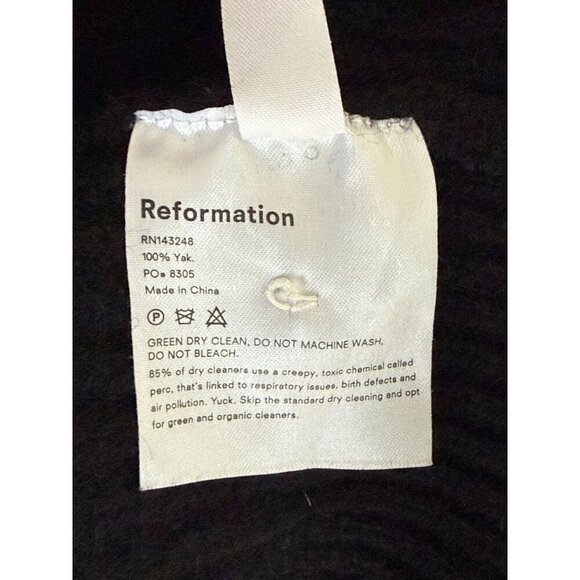 Reformation
RN143248
100% Yak.
PO# 8305
Made in China
P
GREEN DRY CLEAN, DO NOT MACHINE WASH,
DO NOT BLEACH.
85% of dry cleaners use a creepy, toxic chemical called
perc, that's linked to respiratory issues, birth defects and
air pollution. Yuck. Skip the standard dry cleaning and opt
for green and organic cleaners.